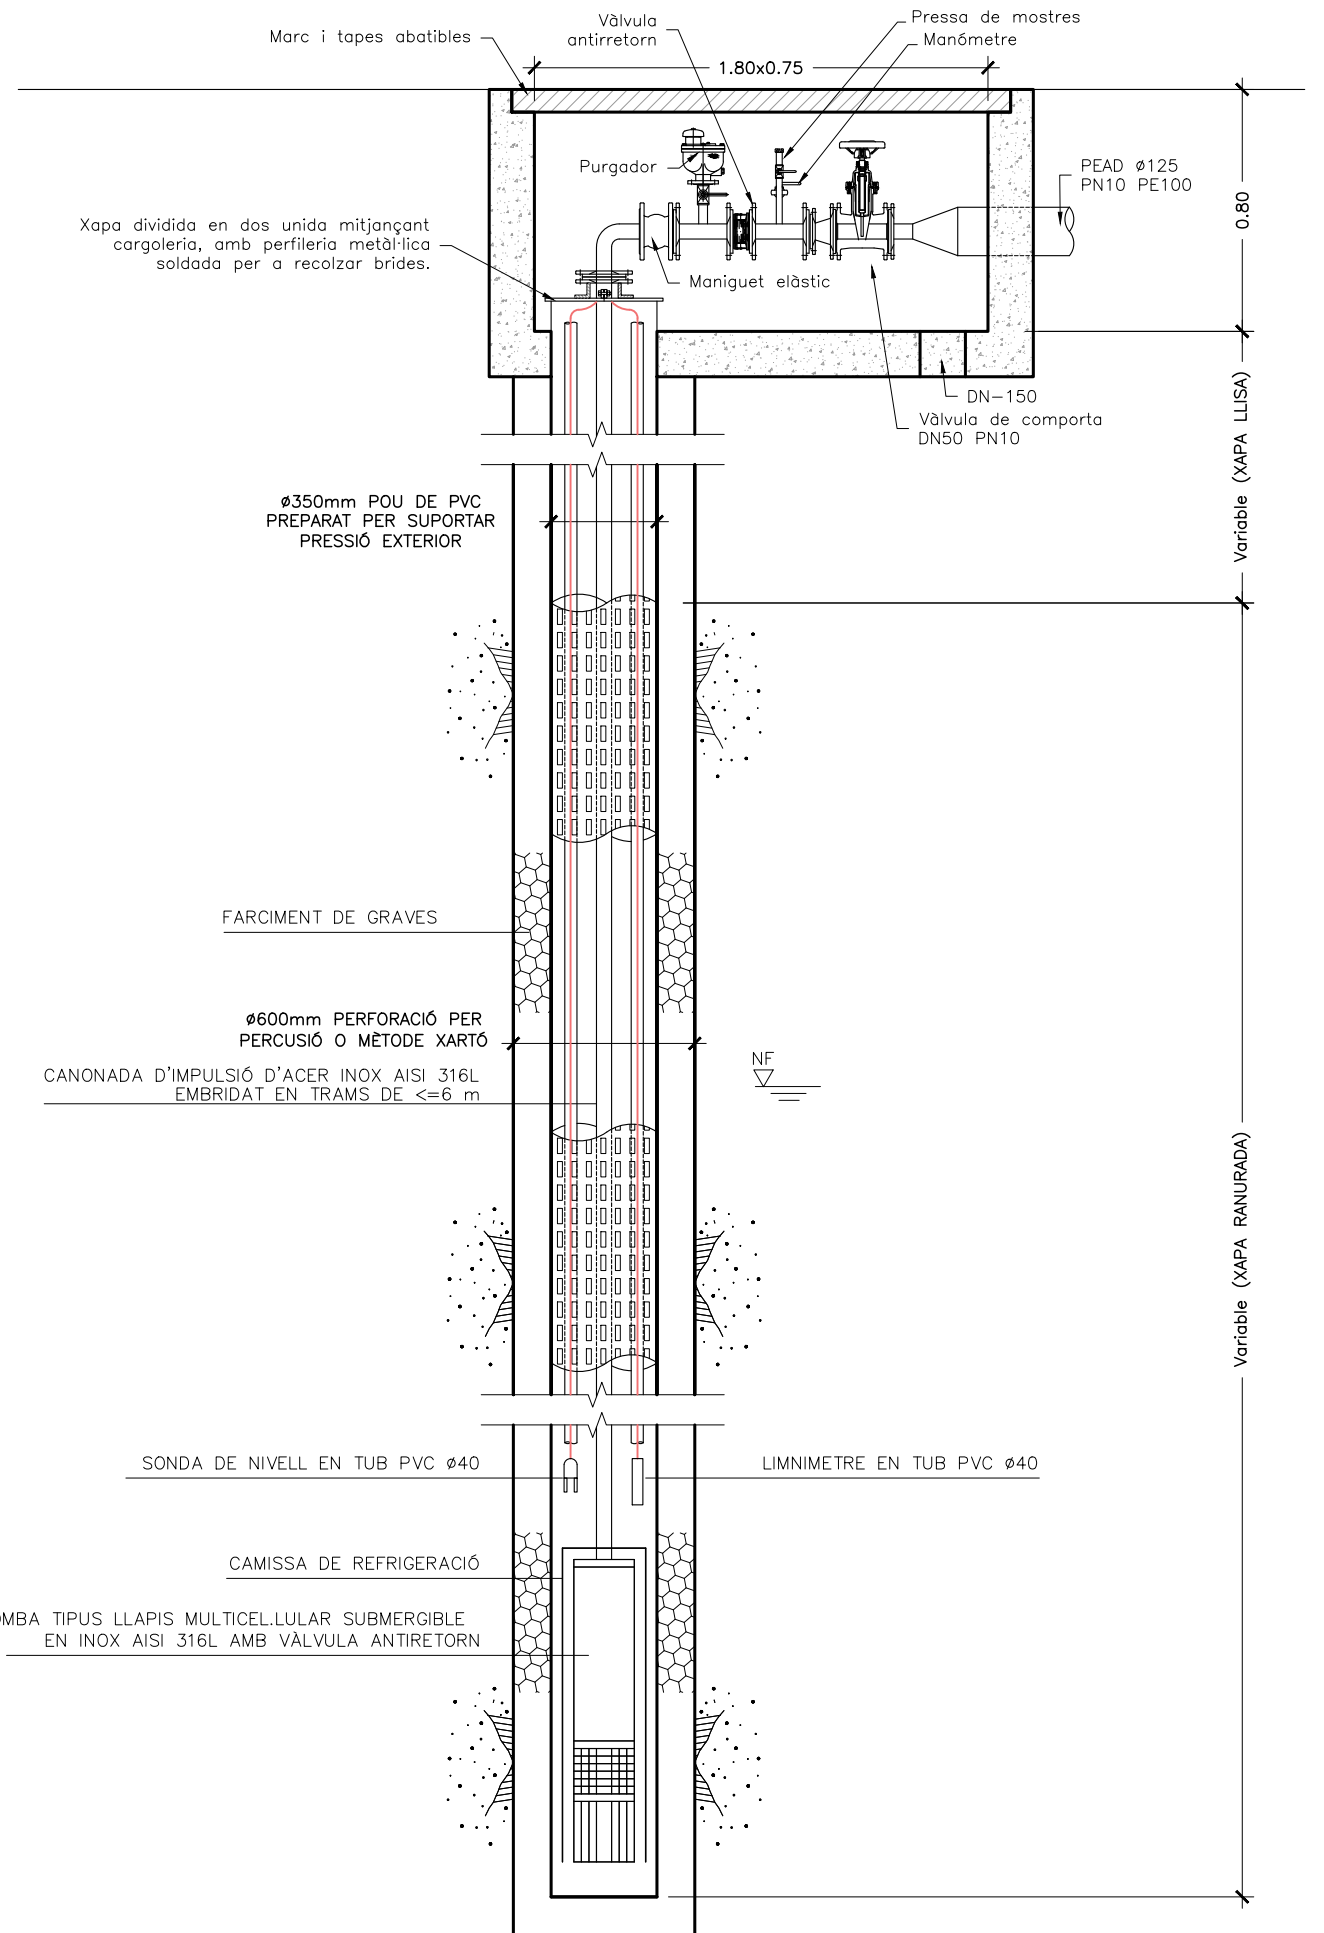 Marc i tapes abatibles
Vàlvula
antirretorn
Pressa de mostres
Manómetre
1.80x0.75
Purgador
PEAD ø125
PN10 PE100
0.80
Xapa dividida en dos unida mitjançant
cargoleria, amb perfileria metàl·lica
soldada per a recolzar brides.
Maniguet elàstic
DN-150
Vàlvula de comporta
DN50 PN10
Variable (XAPA LLISA)
ø350mm POU DE PVC
PREPARAT PER SUPORTAR
PRESSIÓ EXTERIOR
FARCIMENT DE GRAVES
ø600mm PERFORACIÓ PER
PERCUSIÓ O MÈTODE XARTÓ
NF
CANONADA D'IMPULSIÓ D'ACER INOX AISI 316L
EMBRIDAT EN TRAMS DE <=6 m
Variable (XAPA RANURADA)
SONDA DE NIVELL EN TUB PVC ø40
LIMNIMETRE EN TUB PVC ø40
CAMISSA DE REFRIGERACIÓ
OMBA TIPUS LLAPIS MULTICEL.LULAR SUBMERGIBLE
EN INOX AISI 316L AMB VÀLVULA ANTIRETORN